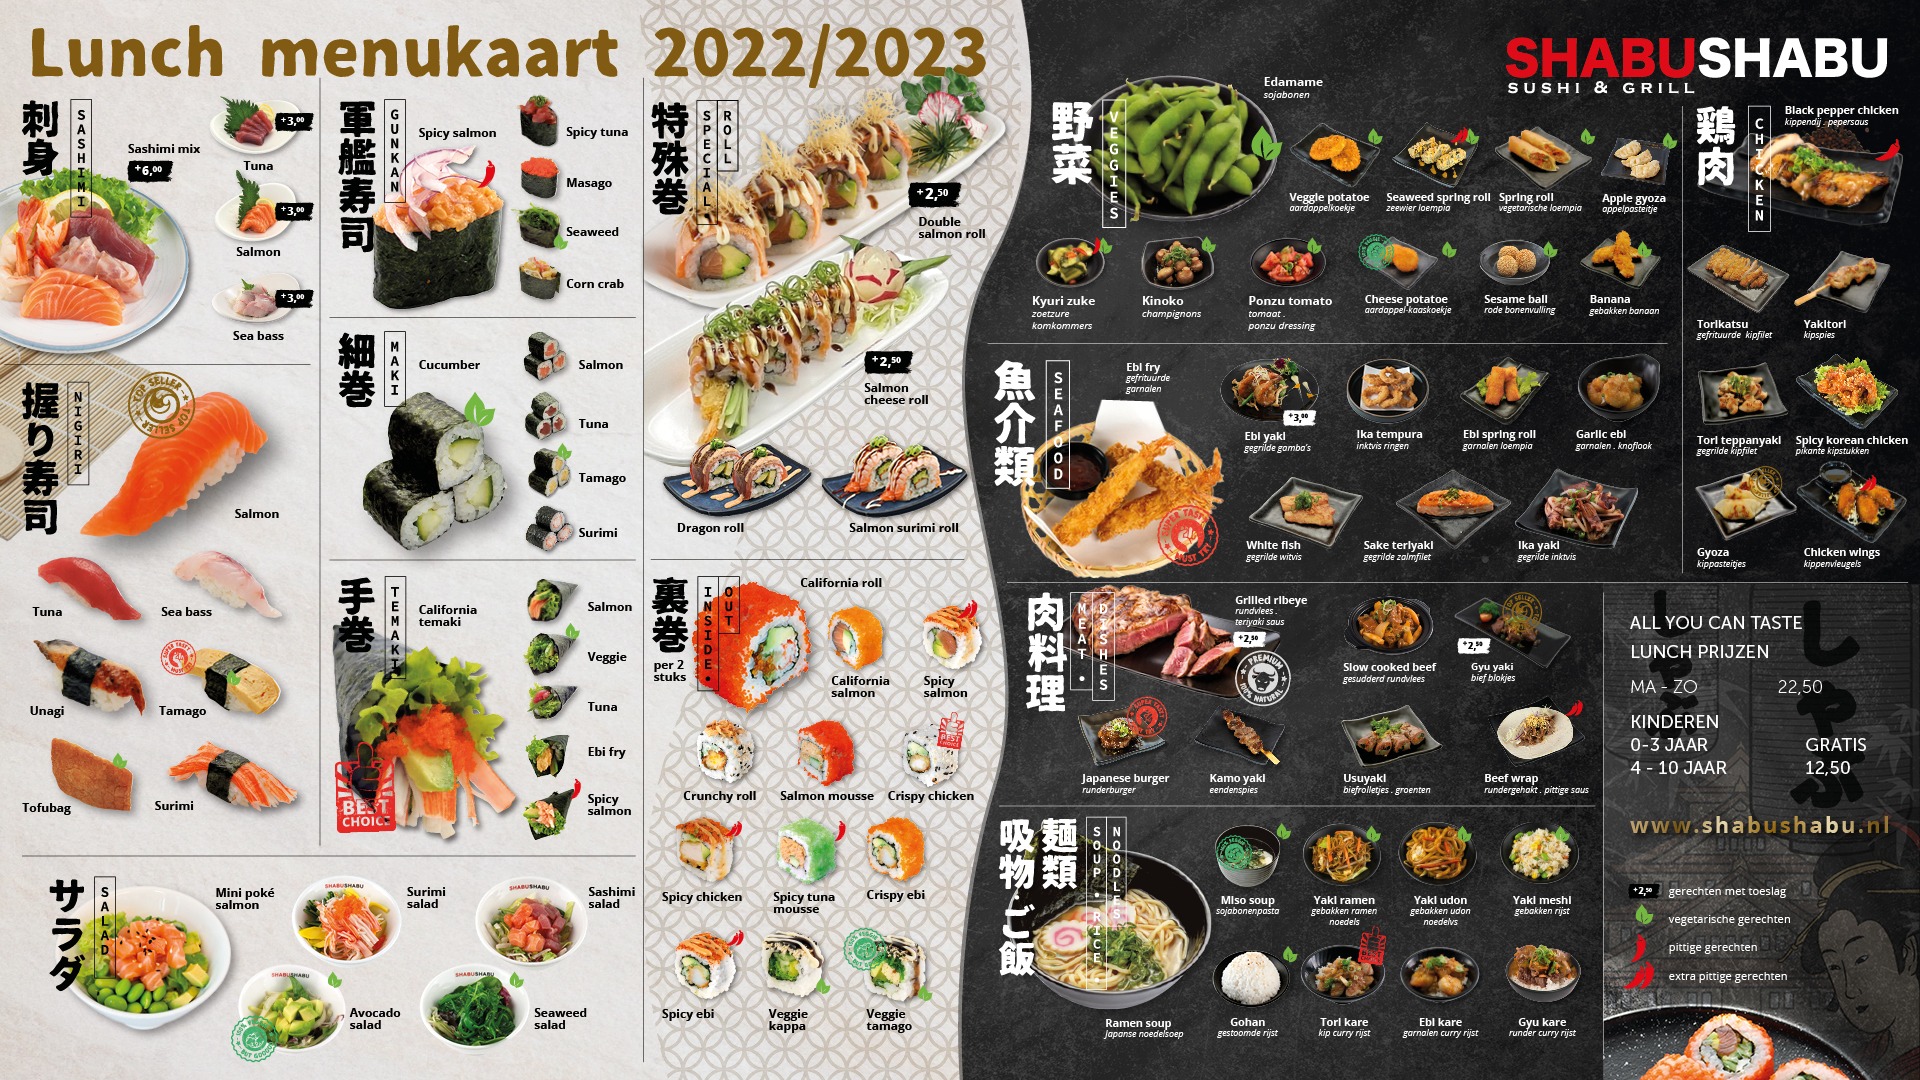 Lunch menukaart 2022/2023
刺身
SASHIMI
Sashimi mix
+6,00
+3,00
Tuna
+3,00
Salmon
+3,00
Sea bass
握り寿司
NIGIRI
TOP SELLER
TOP SELLER
Salmon
Tuna
Sea bass
Unagi
Tamago
Tofubag
Surimi
軍艦寿司
GUNKAN
Spicy salmon
Spicy tuna
Masago
Seaweed
Corn crab
細巻
MAKI
Cucumber
Salmon
Tuna
Tamago
Surimi
手巻
TEMAKI
California
temaki
BEST
CHOICE
Salmon
Veggie
Tuna
Ebi fry
Spicy
salmon
サラダ
SALAD
Mini poké
salmon
SHABUSHABU
Surimi
salad
SHABUSHABU
Sashimi
salad
SHABUSHABU
Avocado
salad
SHABUSHABU
Seaweed
salad
特殊巻
SPECIAL •
ROLL
+2,50
Double
salmon roll
+2,50
Salmon
cheese roll
Dragon roll
Salmon surimi roll
裏巻
INSIDE •
OUT
per 2
stuks
California roll
California
salmon
Spicy
salmon
BEST
CHOICE
Crunchy roll
Salmon mousse
Crispy chicken
Spicy chicken
Spicy tuna
mousse
Crispy ebi
Spicy ebi
Veggie
kappa
Veggie
tamago
SHABUSHABU
SUSHI & GRILL
野菜
VEGGIES
Edamame
sojabonen
Veggie potatoe
aardappelkoekje
Seaweed spring roll
zeewier loempia
Spring roll
vegetarische loempia
Apple gyoza
appelpasteitje
Kyuri zuke
zoetzure
komkommers
Kinoko
champignons
Ponzu tomato
tomaat .
ponzu dressing
Cheese potatoe
aardappel-kaaskoekje
Sesame ball
rode bonenvulling
Banana
gebakken banaan
鶏肉
CHICKEN
Black pepper chicken
kippendij . pepersaus
Torikatsu
gefrituurde kipfilet
Yakitori
kipspies
Tori teppanyaki
gegrilde kipfilet
Spicy korean chicken
pikante kipstukken
Gyoza
kippasteitjes
Chicken wings
kippenvleugels
魚介類
SEAFOOD
Ebi fry
gefrituurde
garnalen
SUPER TASTY
MUST TRY
+3,00
Ebi yaki
gegrilde gamba's
Ika tempura
inktvis ringen
Ebi spring roll
garnalen loempia
Garlic ebi
garnalen . knoflook
White fish
gegrilde witvis
Sake teriyaki
gegrilde zalmfilet
Ika yaki
gegrilde inktvis
肉料理
MEAT •
DISHES
Grilled ribeye
rundvlees .
teriyaki saus
+2,50
PREMIUM
100% NATURAL
Slow cooked beef
gesudderd rundvlees
+2,50
Gyu yaki
bief blokjes
Japanese burger
runderburger
Kamo yaki
eendenspies
Usuyaki
biefrolletjes . groenten
Beef wrap
rundergehakt . pittige saus
麺類
吸物・ご飯
SOUP • RICE •
NOODLES
Ramen soup
Japanse noedelsoep
Miso soup
sojabonenpasta
Yaki ramen
gebakken ramen
noedels
Yaki udon
gebakken udon
noedelvs
Yaki meshi
gebakken rijst
Gohan
gestoomde rijst
Tori kare
kip curry rijst
Ebi kare
garnalen curry rijst
Gyu kare
runder curry rijst
ALL YOU CAN TASTE
LUNCH PRIJZEN
MA - ZO 22,50
KINDEREN
0-3 JAAR GRATIS
4 - 10 JAAR 12,50
www.shabushabu.nl
+2,50 gerechten met toeslag
vegetarische gerechten
pittige gerechten
extra pittige gerechten